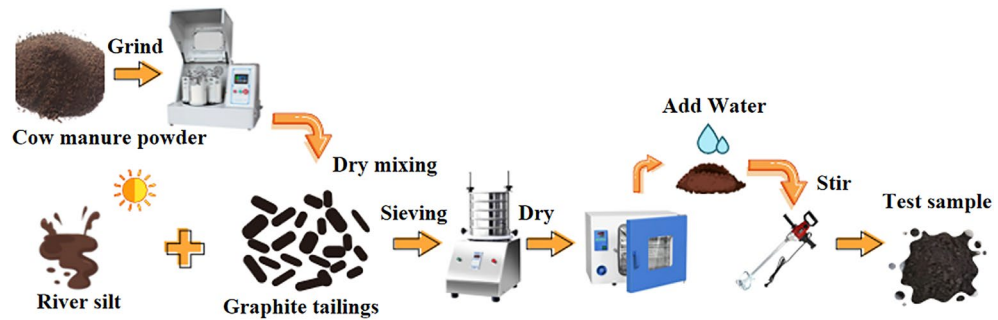 Grind
Cow manure powder
Dry mixing
River silt
Graphite tailings
Sieving
Dry
Add Water
Stir
Test sample